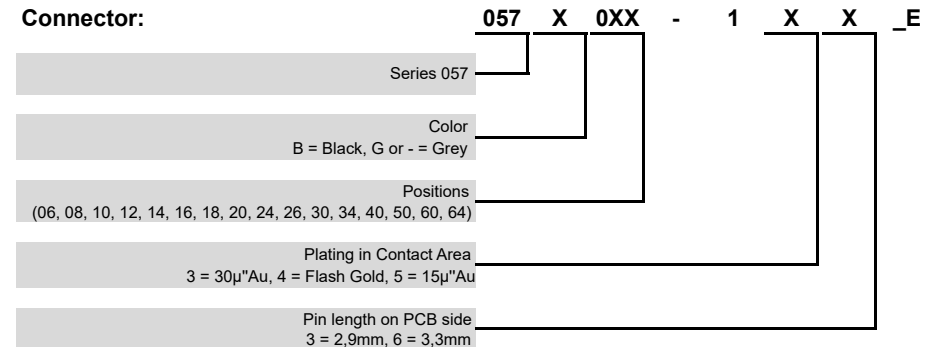 Connector: 057 X 0XX - 1 X X _E
Series 057
Color
B = Black, G or - = Grey
Positions
(06, 08, 10, 12, 14, 16, 18, 20, 24, 26, 30, 34, 40, 50, 60, 64)
Plating in Contact Area
3 = 30µ"Au, 4 = Flash Gold, 5 = 15µ"Au
Pin length on PCB side
3 = 2,9mm, 6 = 3,3mm